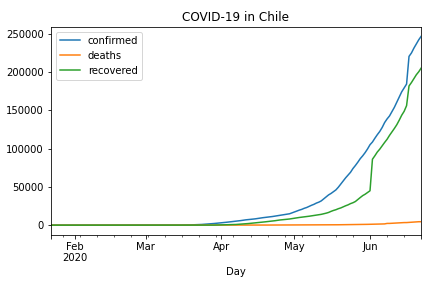 COVID-19 in Chile
confirmed
deaths
recovered
250000
200000
150000
100000
50000
0
Feb Mar Apr May Jun
2020
Day